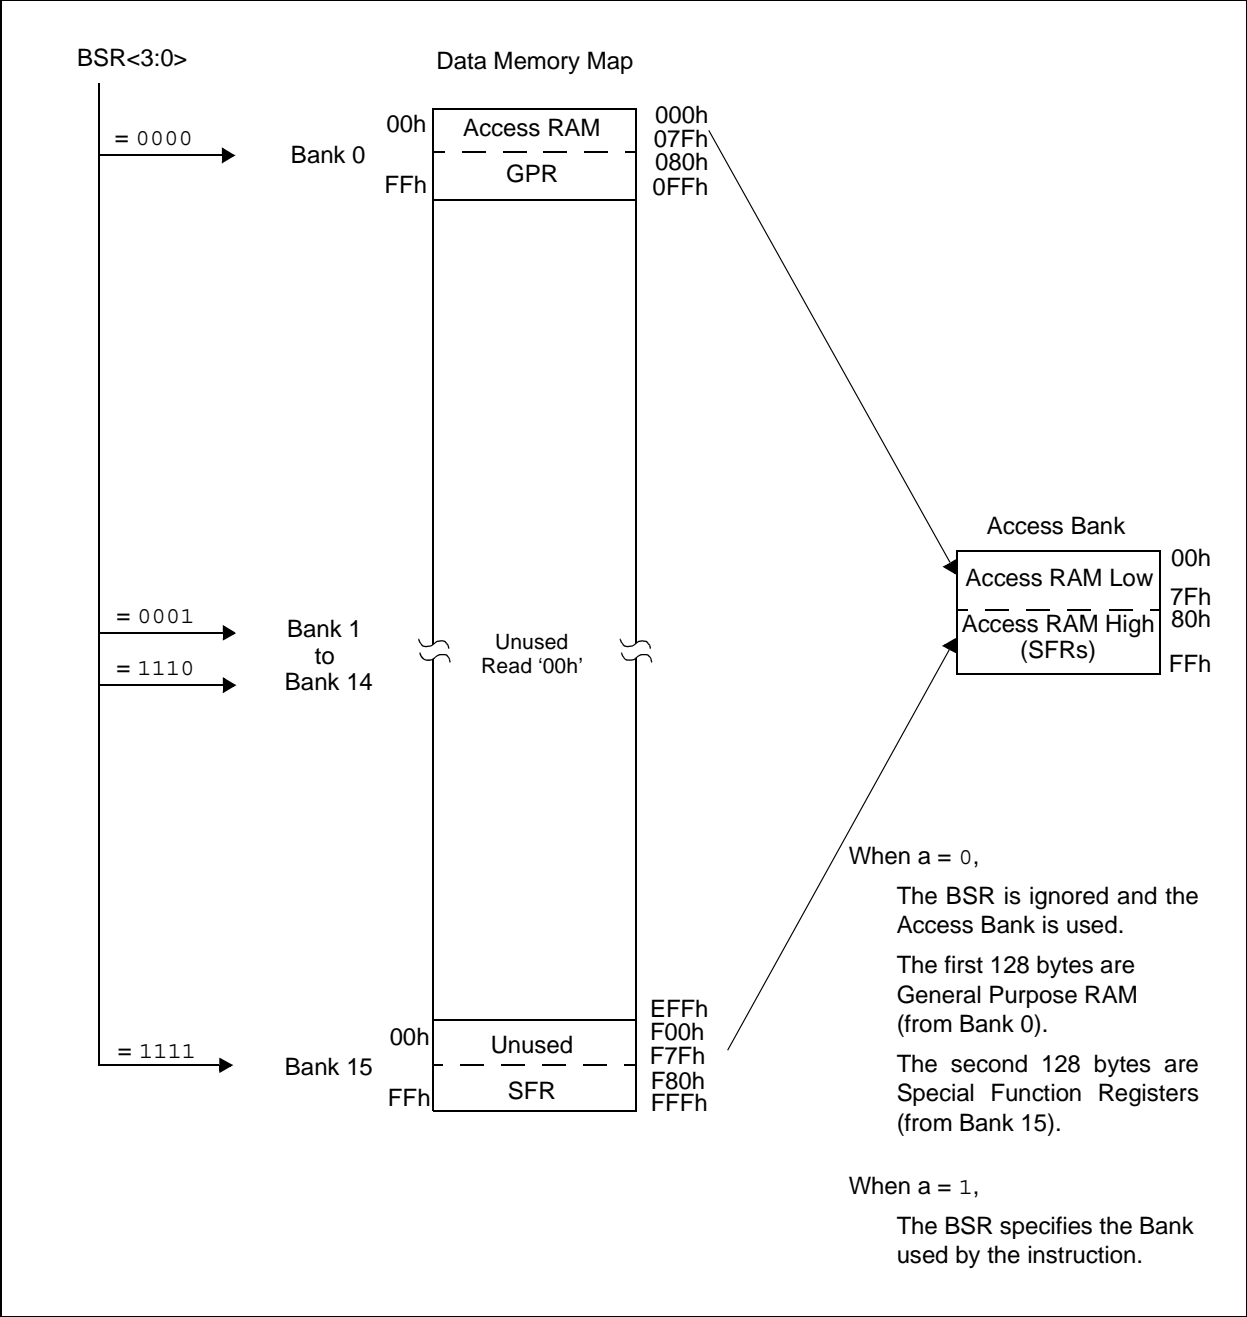 BSR<3:0>
Data Memory Map
= 0000
Bank 0
00h
FFh
Access RAM
GPR
000h
07Fh
080h
0FFh
= 0001
= 1110
Bank 1
to
Bank 14
Unused
Read ‘00h’
Access Bank
Access RAM Low
Access RAM High
(SFRs)
00h
7Fh
80h
FFh
= 1111
Bank 15
00h
FFh
Unused
SFR
EFFh
F00h
F7Fh
F80h
FFFh
When a = 0,
The BSR is ignored and the
Access Bank is used.
The first 128 bytes are
General Purpose RAM
(from Bank 0).
The second 128 bytes are
Special Function Registers
(from Bank 15).
When a = 1,
The BSR specifies the Bank
used by the instruction.